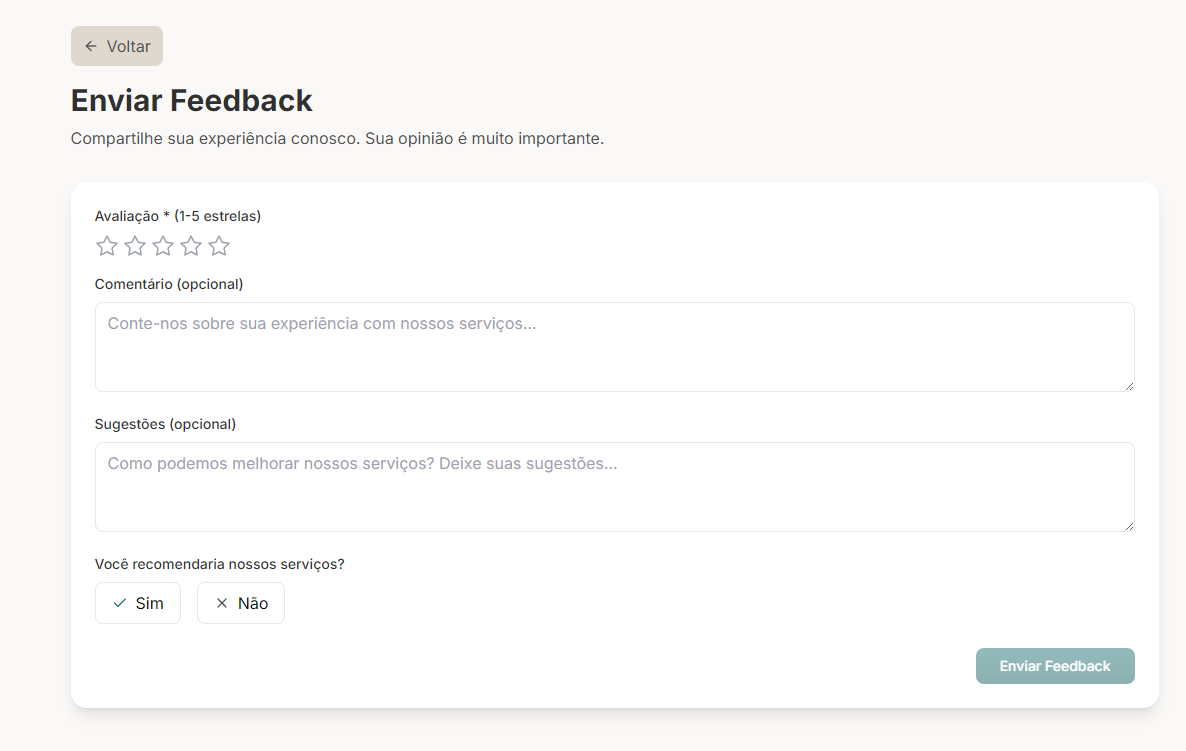 Voltar
Enviar Feedback
Compartilhe sua experiência conosco. Sua opinião é muito importante.
Avaliação * (1-5 estrelas)
Comentário (opcional)
Conte-nos sobre sua experiência com nossos serviços...
Sugestões (opcional)
Como podemos melhorar nossos serviços? Deixe suas sugestões...
Você recomendaria nossos serviços?
Sim Não
Enviar Feedback